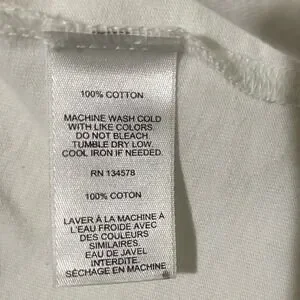 100% COTTON
MACHINE WASH COLD
WITH LIKE COLORS.
DO NOT BLEACH.
TUMBLE DRY LOW.
COOL IRON IF NEEDED.
RN 134578
100% COTON
LAVER À LA MACHINE À
L'EAU FROIDE AVEC DES
COULEURS
SIMILAIRES.
EAU DE JAVEL
INTERDITE.
SÉCHAGE EN MACHINE